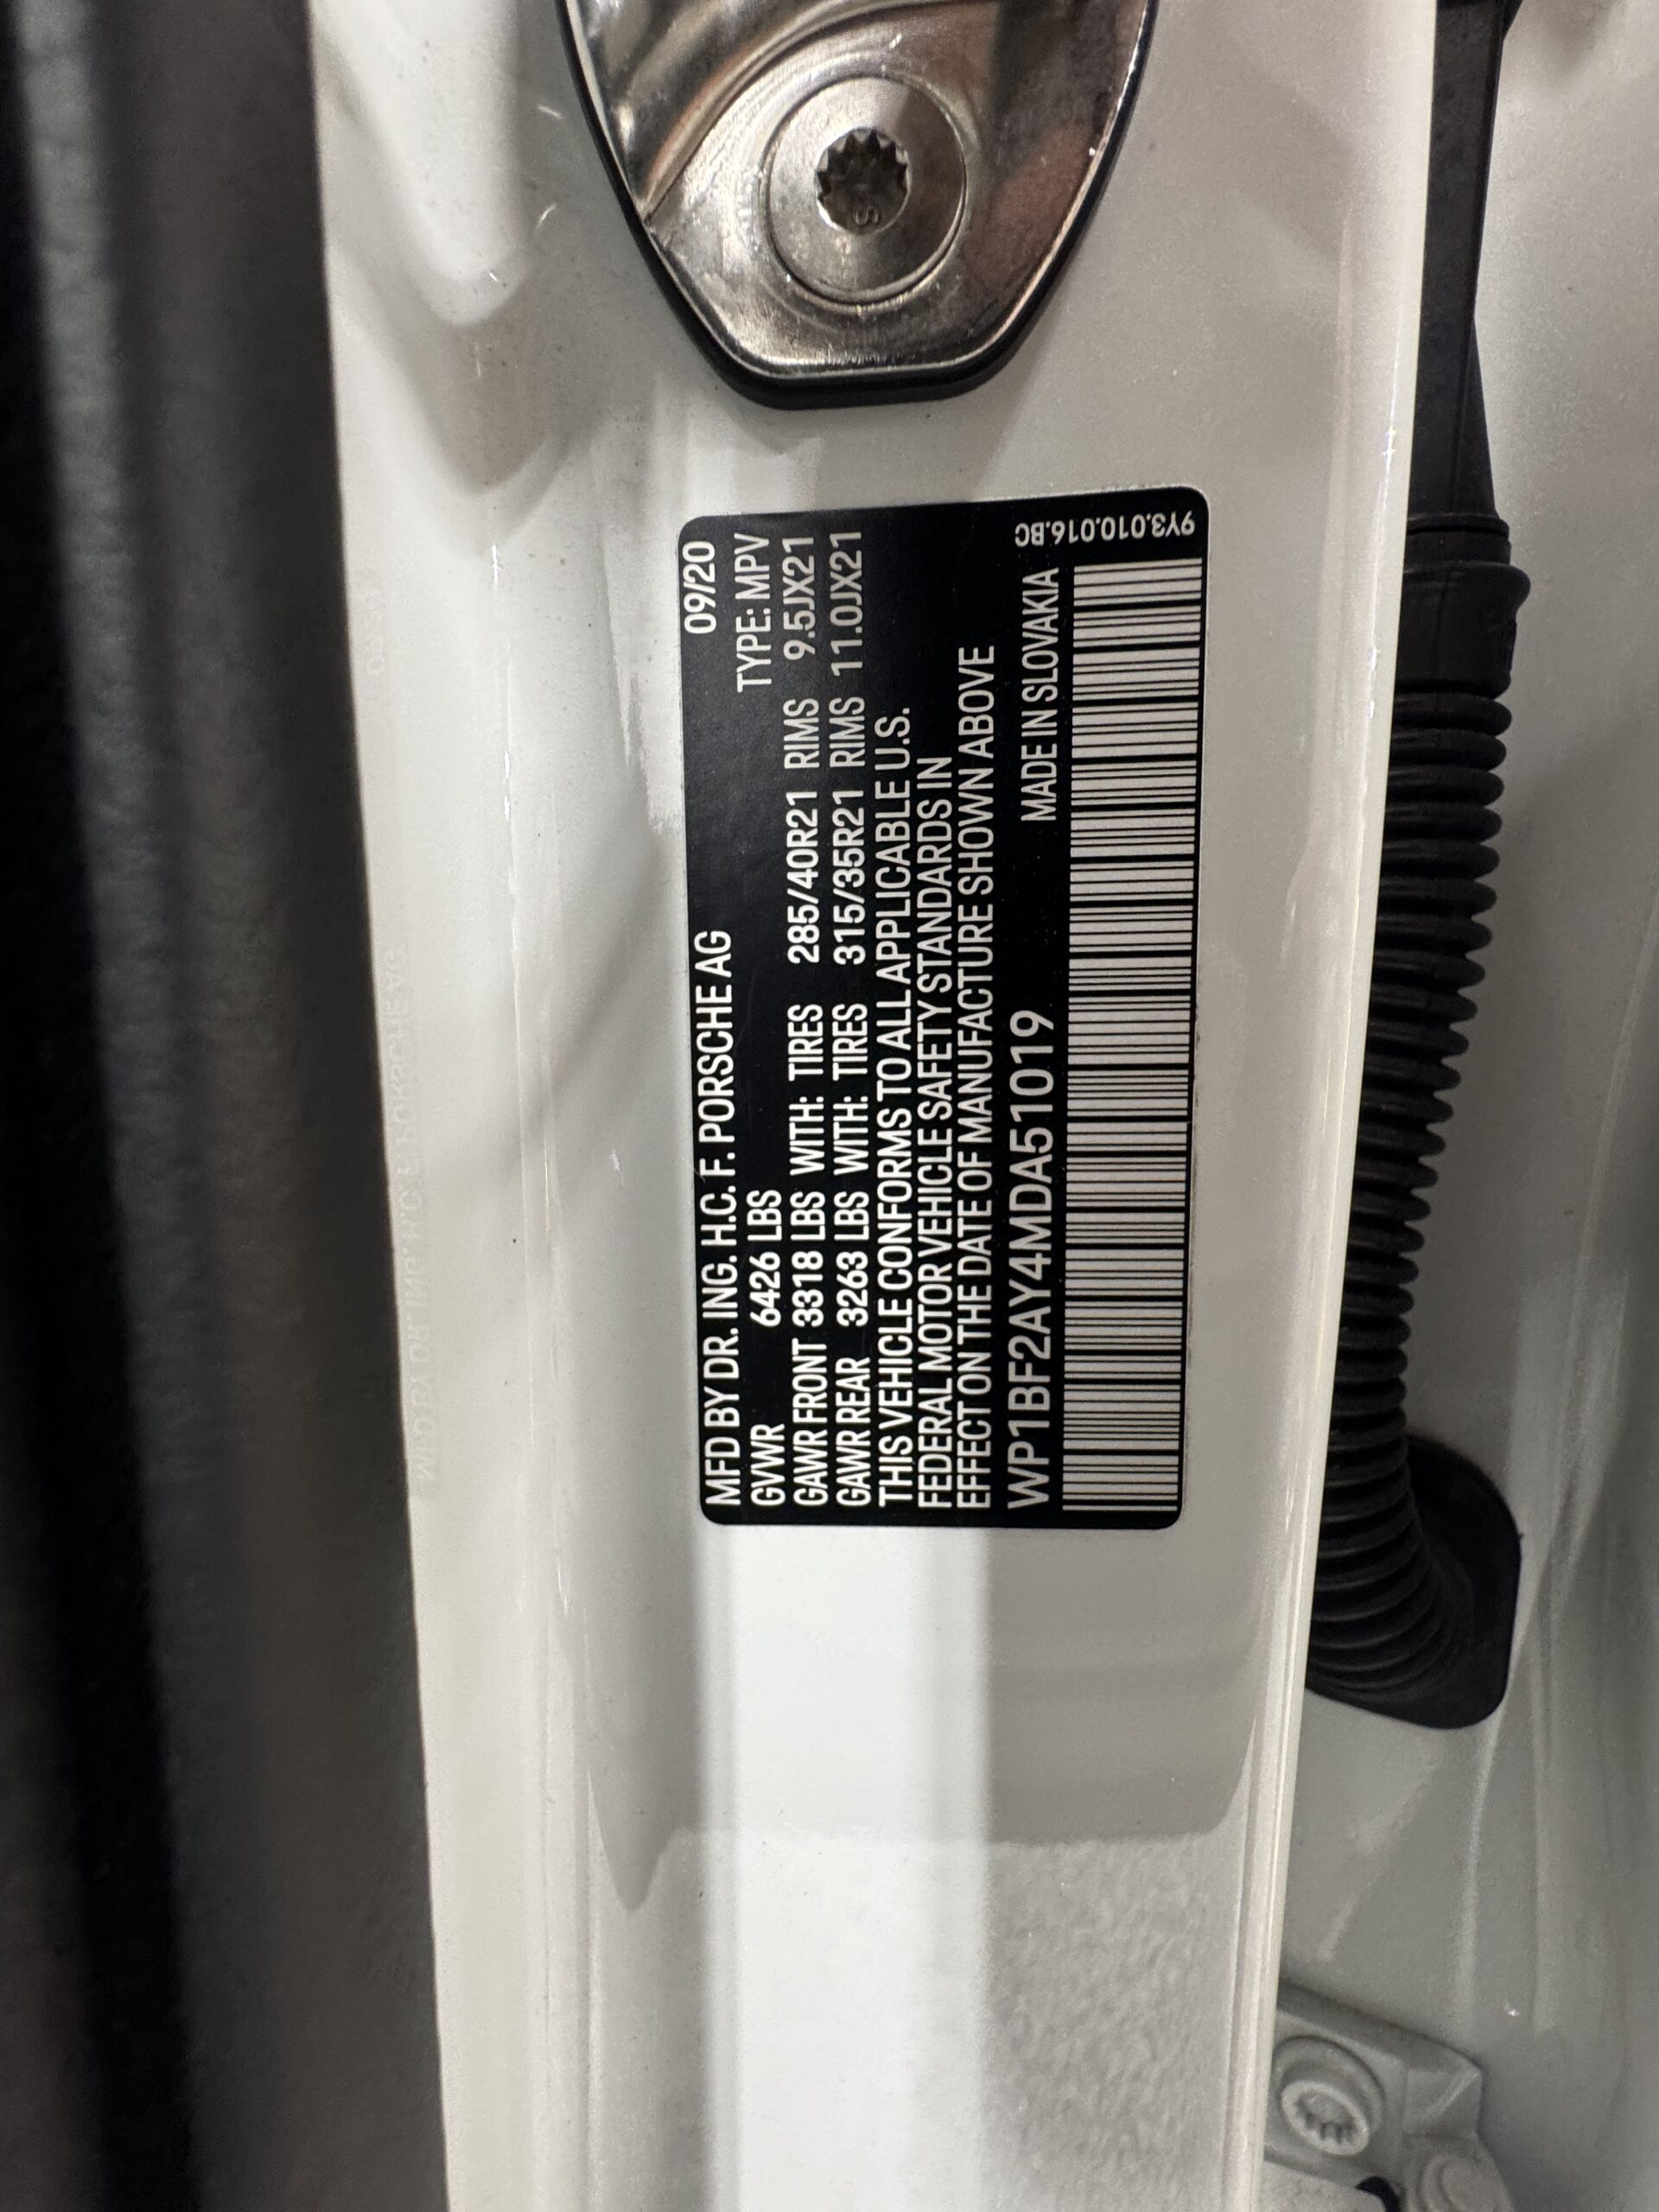 MFD BY DR. ING. H.C. F. PORSCHE AG 09/20
GVWR 6426 LBS TYPE: MPV
GAWR FRONT 3318 LBS WITH: TIRES 285/40R21 RIMS 9.5JX21
GAWR REAR 3263 LBS WITH: TIRES 315/35R21 RIMS 11.0JX21
THIS VEHICLE CONFORMS TO ALL APPLICABLE U.S.
FEDERAL MOTOR VEHICLE SAFETY STANDARDS IN
EFFECT ON THE DATE OF MANUFACTURE SHOWN ABOVE
WP1BF2AY4MDA51019 MADE IN SLOVAKIA
9Y3.010.016.BC